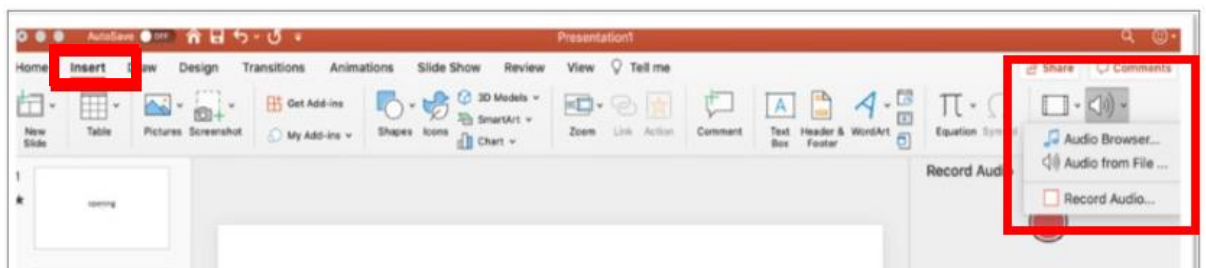 AutoSave OFF Presentation1
Home Insert Draw Design Transitions Animations Slide Show Review View Tell me Share Comments
New Slide
Table
Pictures
Screenshot
Get Add-ins
My Add-ins
Shapes
Icons
3D Models
SmartArt
Chart
Zoom
Link
Action
Comment
Text Box
Header & Footer
WordArt
Equation
Audio Browser...
Audio from File ...
Record Audio...
Record Audio
1
opening